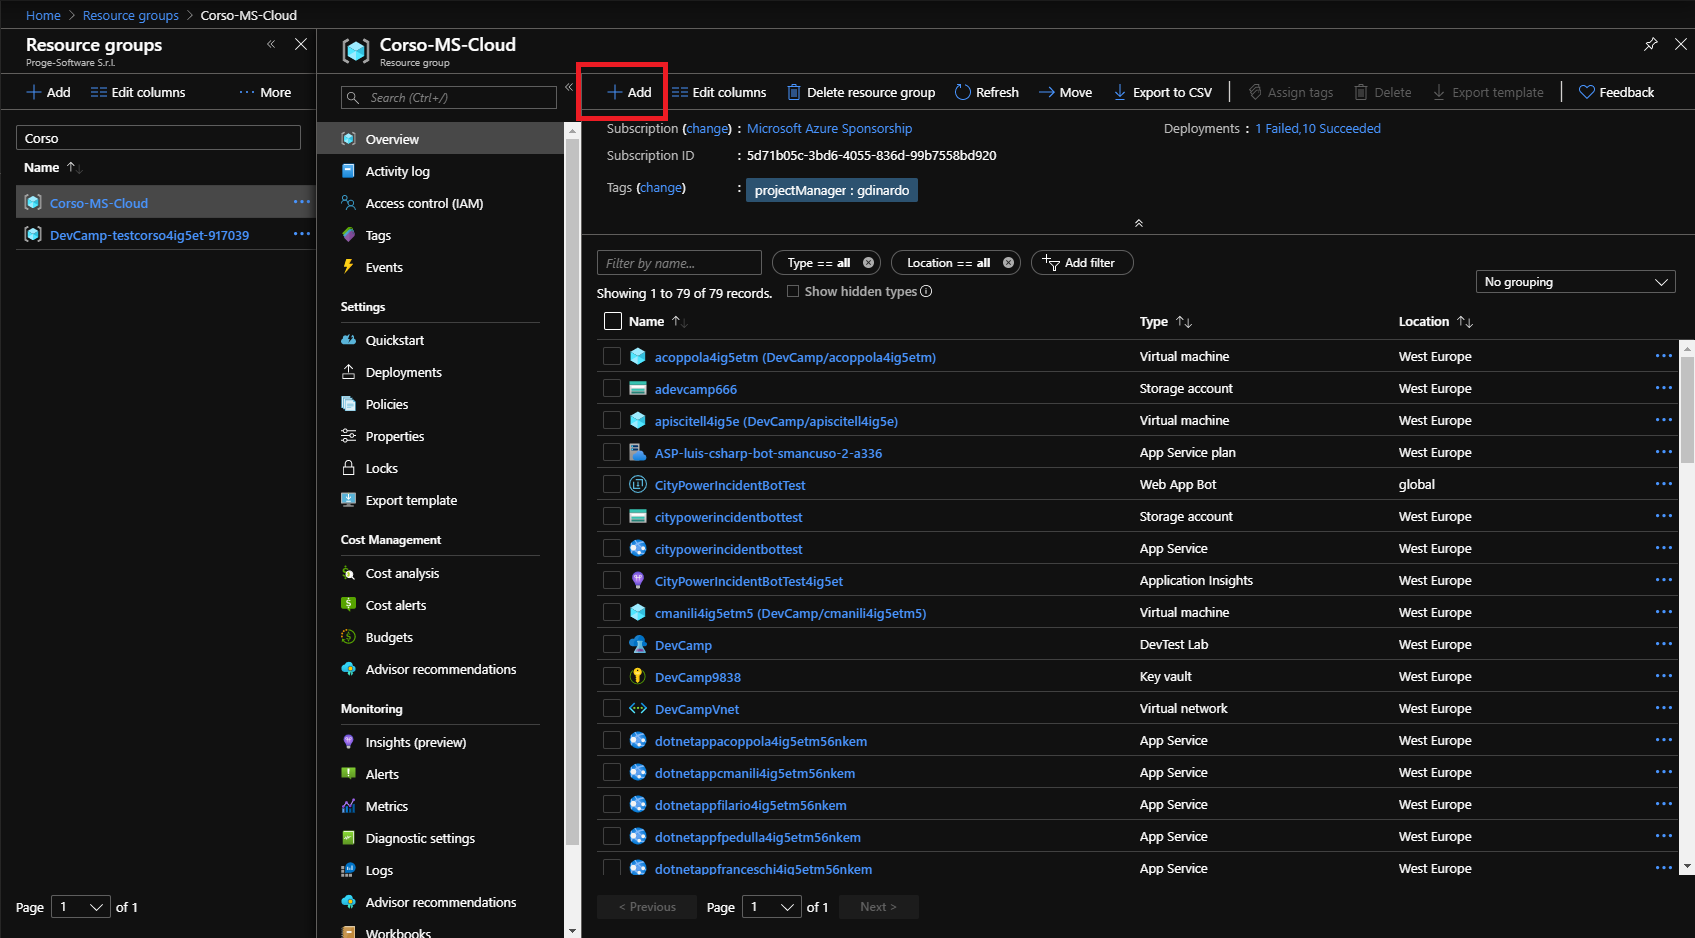 Home > Resource groups > Corso-MS-Cloud
Resource groups
Proge-Software S.r.l.
Add Edit columns More
Corso
Name
Corso-MS-Cloud
DevCamp-testcorso4ig5et-917039
Page 1 of 1
Corso-MS-Cloud
Resource group
Search (Ctrl+/)
Overview
Activity log
Access control (IAM)
Tags
Events
Settings
Quickstart
Deployments
Policies
Properties
Locks
Export template
Cost Management
Cost analysis
Cost alerts
Budgets
Advisor recommendations
Monitoring
Insights (preview)
Alerts
Metrics
Diagnostic settings
Logs
Advisor recommendations
Workbooks
Add Edit columns Delete resource group Refresh Move Export to CSV Assign tags Delete Export template Feedback
Subscription (change) : Microsoft Azure Sponsorship Deployments : 1 Failed,10 Succeeded
Subscription ID : 5d71b05c-3bd6-4055-836d-99b7558bd920
Tags (change) : projectManager : gdinardo
Filter by name... Type == all Location == all Add filter
Showing 1 to 79 of 79 records. Show hidden types No grouping
Name Type Location
acoppola4ig5etm (DevCamp/acoppola4ig5etm) Virtual machine West Europe
adevcamp666 Storage account West Europe
apiscitell4ig5e (DevCamp/apiscitell4ig5e) Virtual machine West Europe
ASP-luis-csharp-bot-smancuso-2-a336 App Service plan West Europe
CityPowerIncidentBotTest Web App Bot global
citypowerincidentbottest Storage account West Europe
citypowerincidentbottest App Service West Europe
CityPowerIncidentBotTest4ig5et Application Insights West Europe
cmanili4ig5etm5 (DevCamp/cmanili4ig5etm5) Virtual machine West Europe
DevCamp DevTest Lab West Europe
DevCamp9838 Key vault West Europe
DevCampVnet Virtual network West Europe
dotnetappacoppola4ig5etm56nkem App Service West Europe
dotnetappcmanili4ig5etm56nkem App Service West Europe
dotnetappfilario4ig5etm56nkem App Service West Europe
dotnetappfpedulla4ig5etm56nkem App Service West Europe
dotnetappfranceschi4ig5etm56nkem App Service West Europe
< Previous Page 1 of 1 Next >